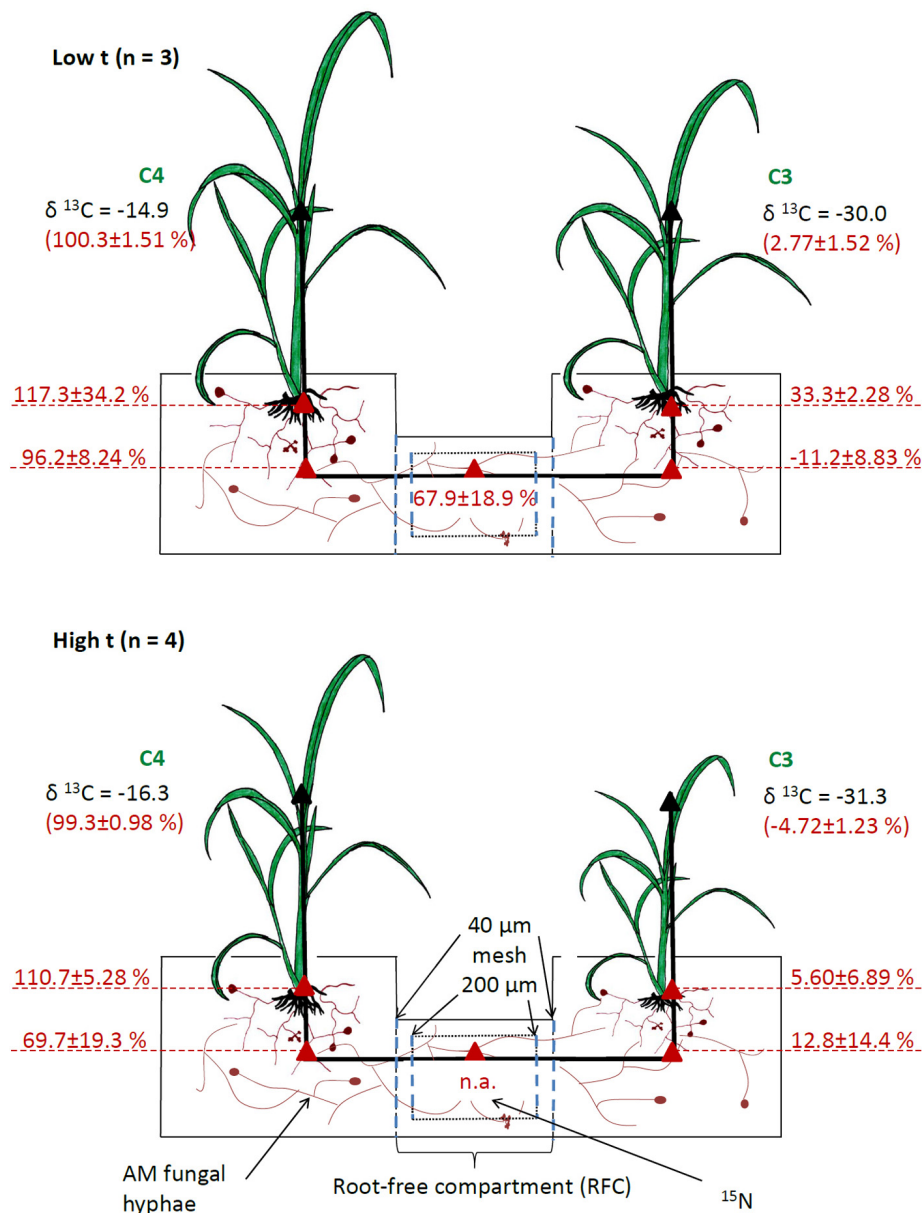 Low t (n = 3)
C4
δ ¹³C = -14.9
(100.3±1.51 %)
C3
δ ¹³C = -30.0
(2.77±1.52 %)
117.3±34.2 %
33.3±2.28 %
96.2±8.24 %
-11.2±8.83 %
67.9±18.9 %
High t (n = 4)
C4
δ ¹³C = -16.3
(99.3±0.98 %)
C3
δ ¹³C = -31.3
(-4.72±1.23 %)
40 µm
mesh
200 µm
110.7±5.28 %
5.60±6.89 %
69.7±19.3 %
12.8±14.4 %
n.a.
AM fungal
hyphae
Root-free compartment (RFC)
¹⁵N